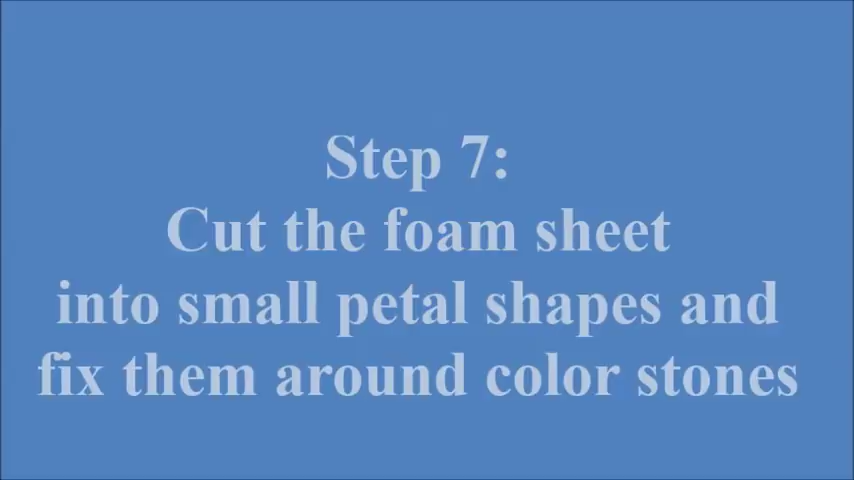 Step 7:
Cut the foam sheet
into small petal shapes and
fix them around color stones